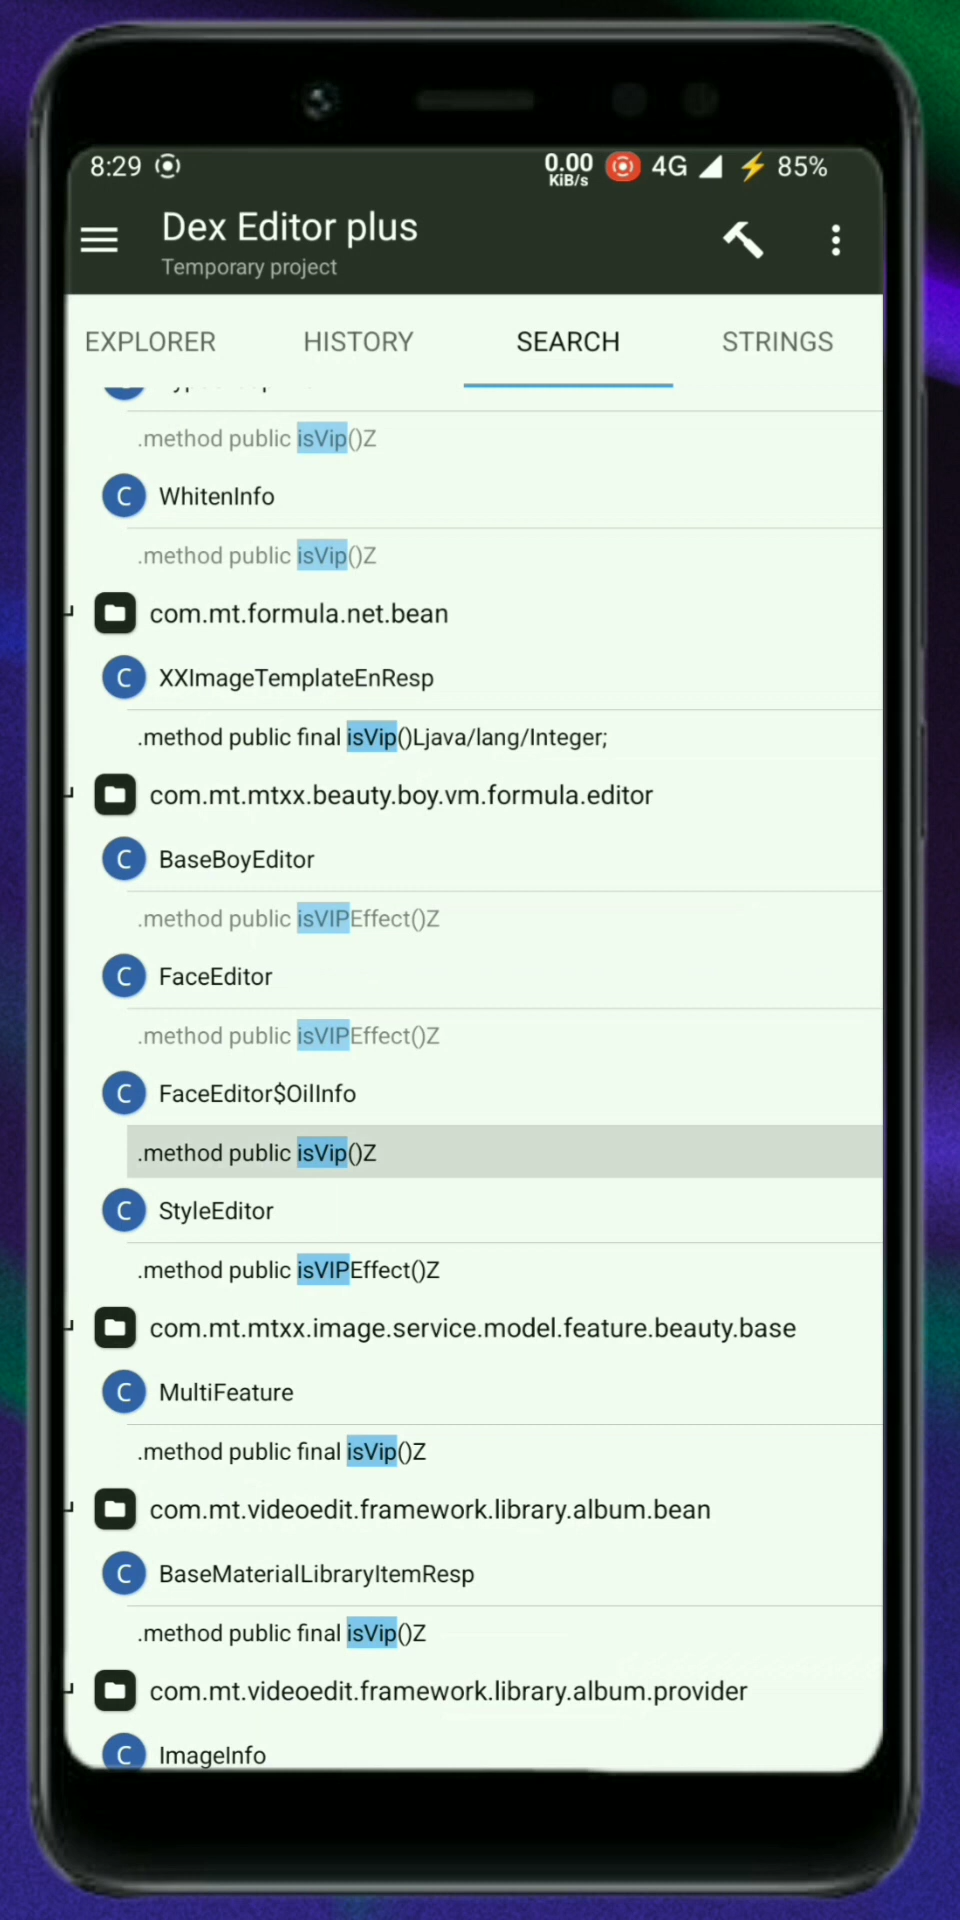 8:29 0.00 KiB/s 4G 85%
Dex Editor plus
Temporary project
EXPLORER HISTORY SEARCH STRINGS
.method public isVip()Z
C WhitenInfo
.method public isVip()Z
com.mt.formula.net.bean
C XXImageTemplateEnResp
.method public final isVip()Ljava/lang/Integer;
com.mt.mtxx.beauty.boy.vm.formula.editor
C BaseBoyEditor
.method public isVIPEffect()Z
C FaceEditor
.method public isVIPEffect()Z
C FaceEditor$OilInfo
.method public isVip()Z
C StyleEditor
.method public isVIPEffect()Z
com.mt.mtxx.image.service.model.feature.beauty.base
C MultiFeature
.method public final isVip()Z
com.mt.videoedit.framework.library.album.bean
C BaseMaterialLibraryItemResp
.method public final isVip()Z
com.mt.videoedit.framework.library.album.provider
C ImageInfo